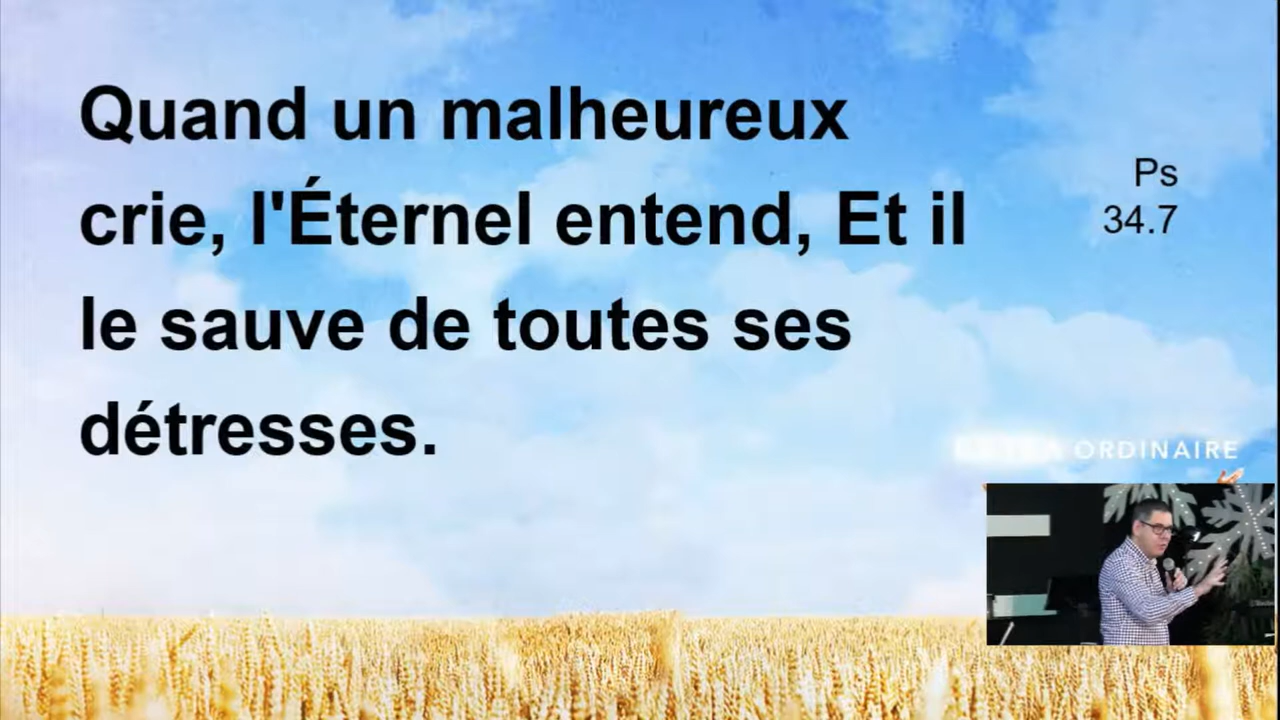 Quand un malheureux
crie, l'Éternel entend, Et il
le sauve de toutes ses
détresses.
Ps
34.7
ORDINAIRE